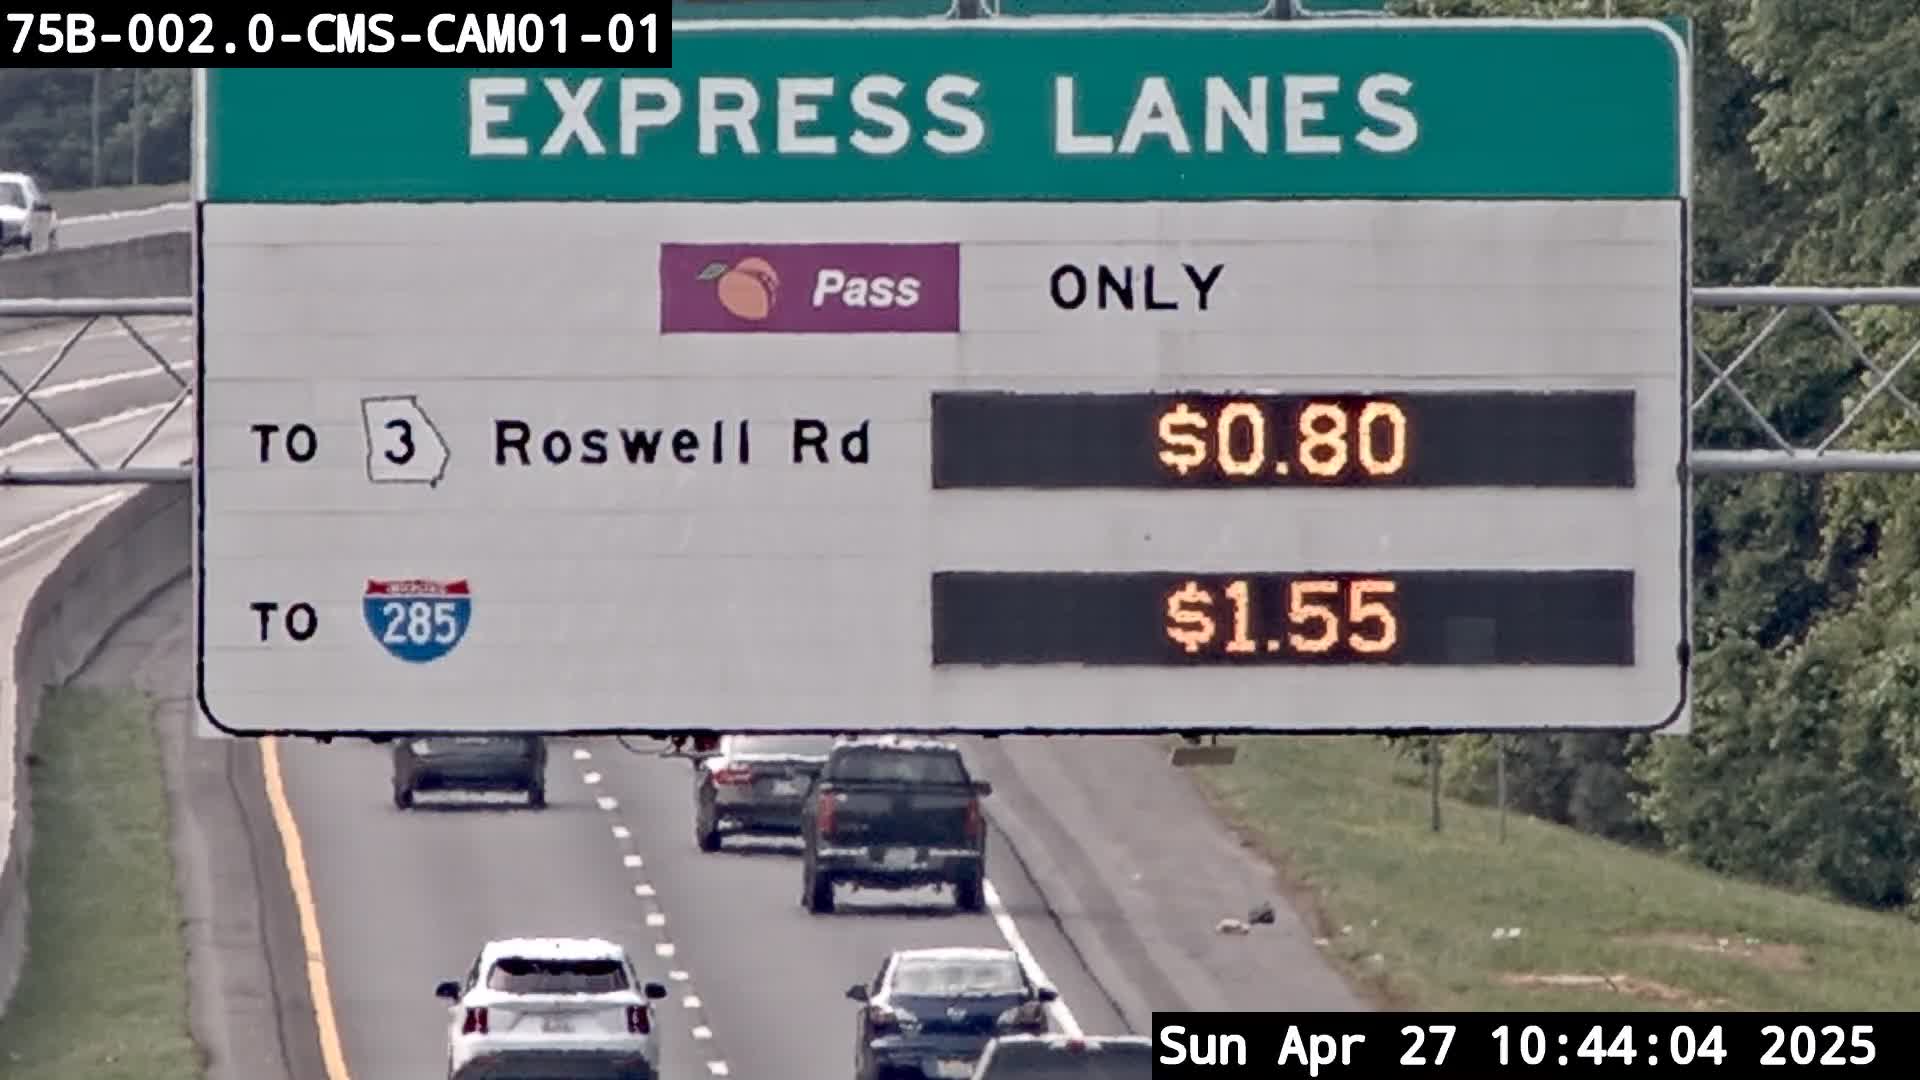 75B-002.0-CMS-CAM01-01
EXPRESS LANES
Pass ONLY
TO 3 Roswell Rd $0.80
TO 285 $1.55
Sun Apr 27 10:44:04 2025